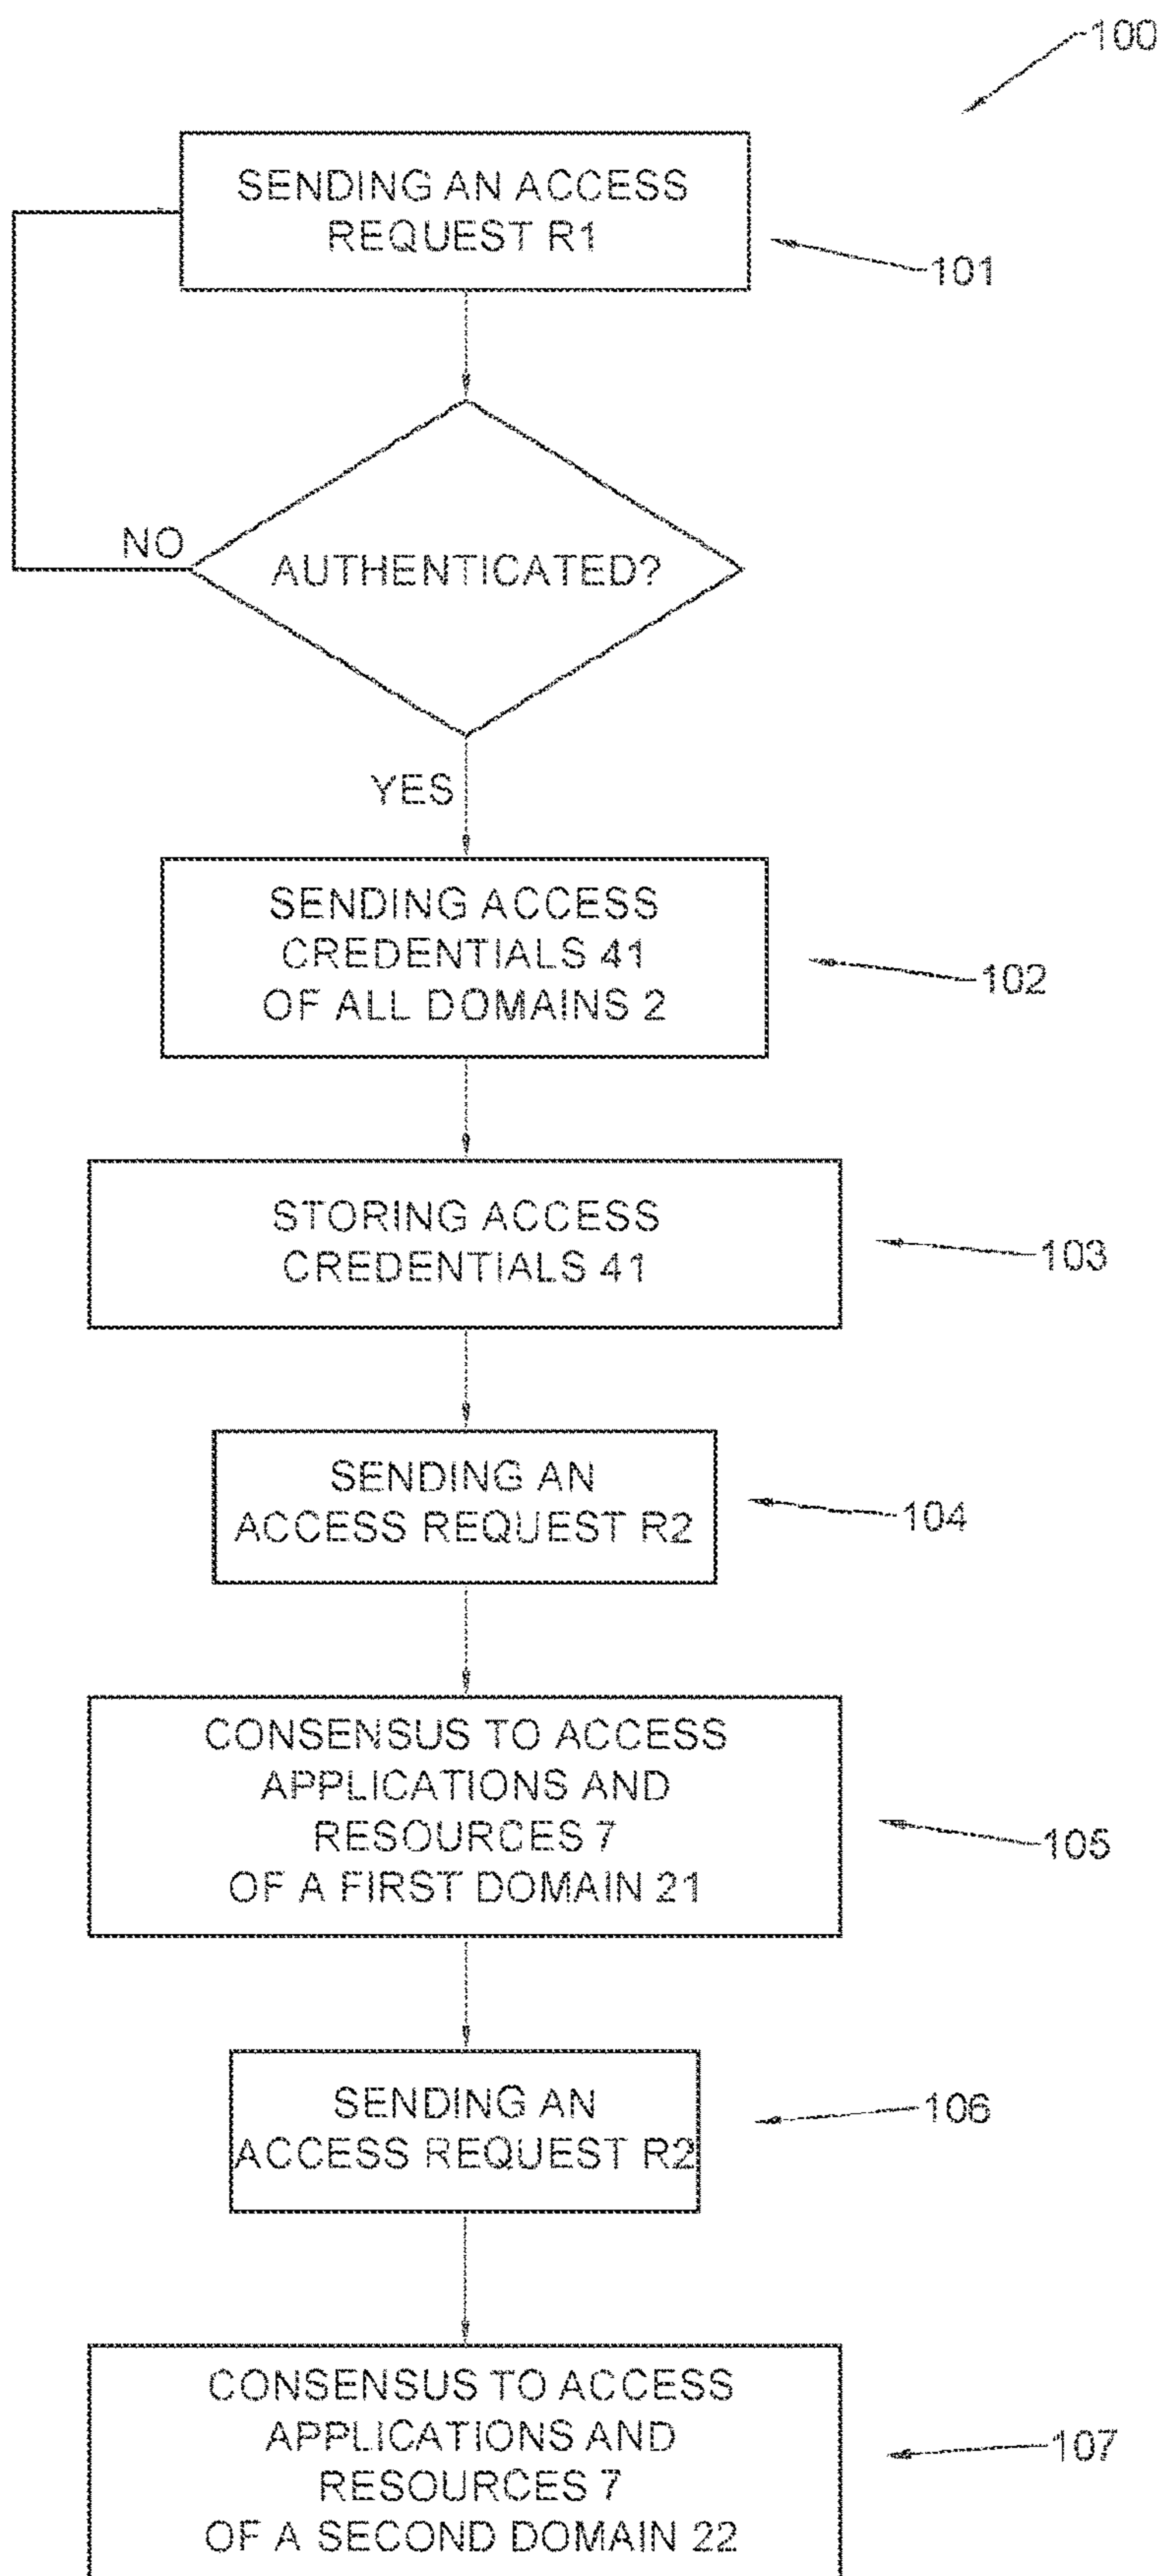 100
SENDING AN ACCESS
REQUEST R1
101
NO
AUTHENTICATED?
YES
SENDING ACCESS
CREDENTIALS 41
OF ALL DOMAINS 2
102
STORING ACCESS
CREDENTIALS 41
103
SENDING AN
ACCESS REQUEST R2
104
CONSENSUS TO ACCESS
APPLICATIONS AND
RESOURCES 7
OF A FIRST DOMAIN 21
105
SENDING AN
ACCESS REQUEST R2
106
CONSENSUS TO ACCESS
APPLICATIONS AND
RESOURCES 7
OF A SECOND DOMAIN 22
107